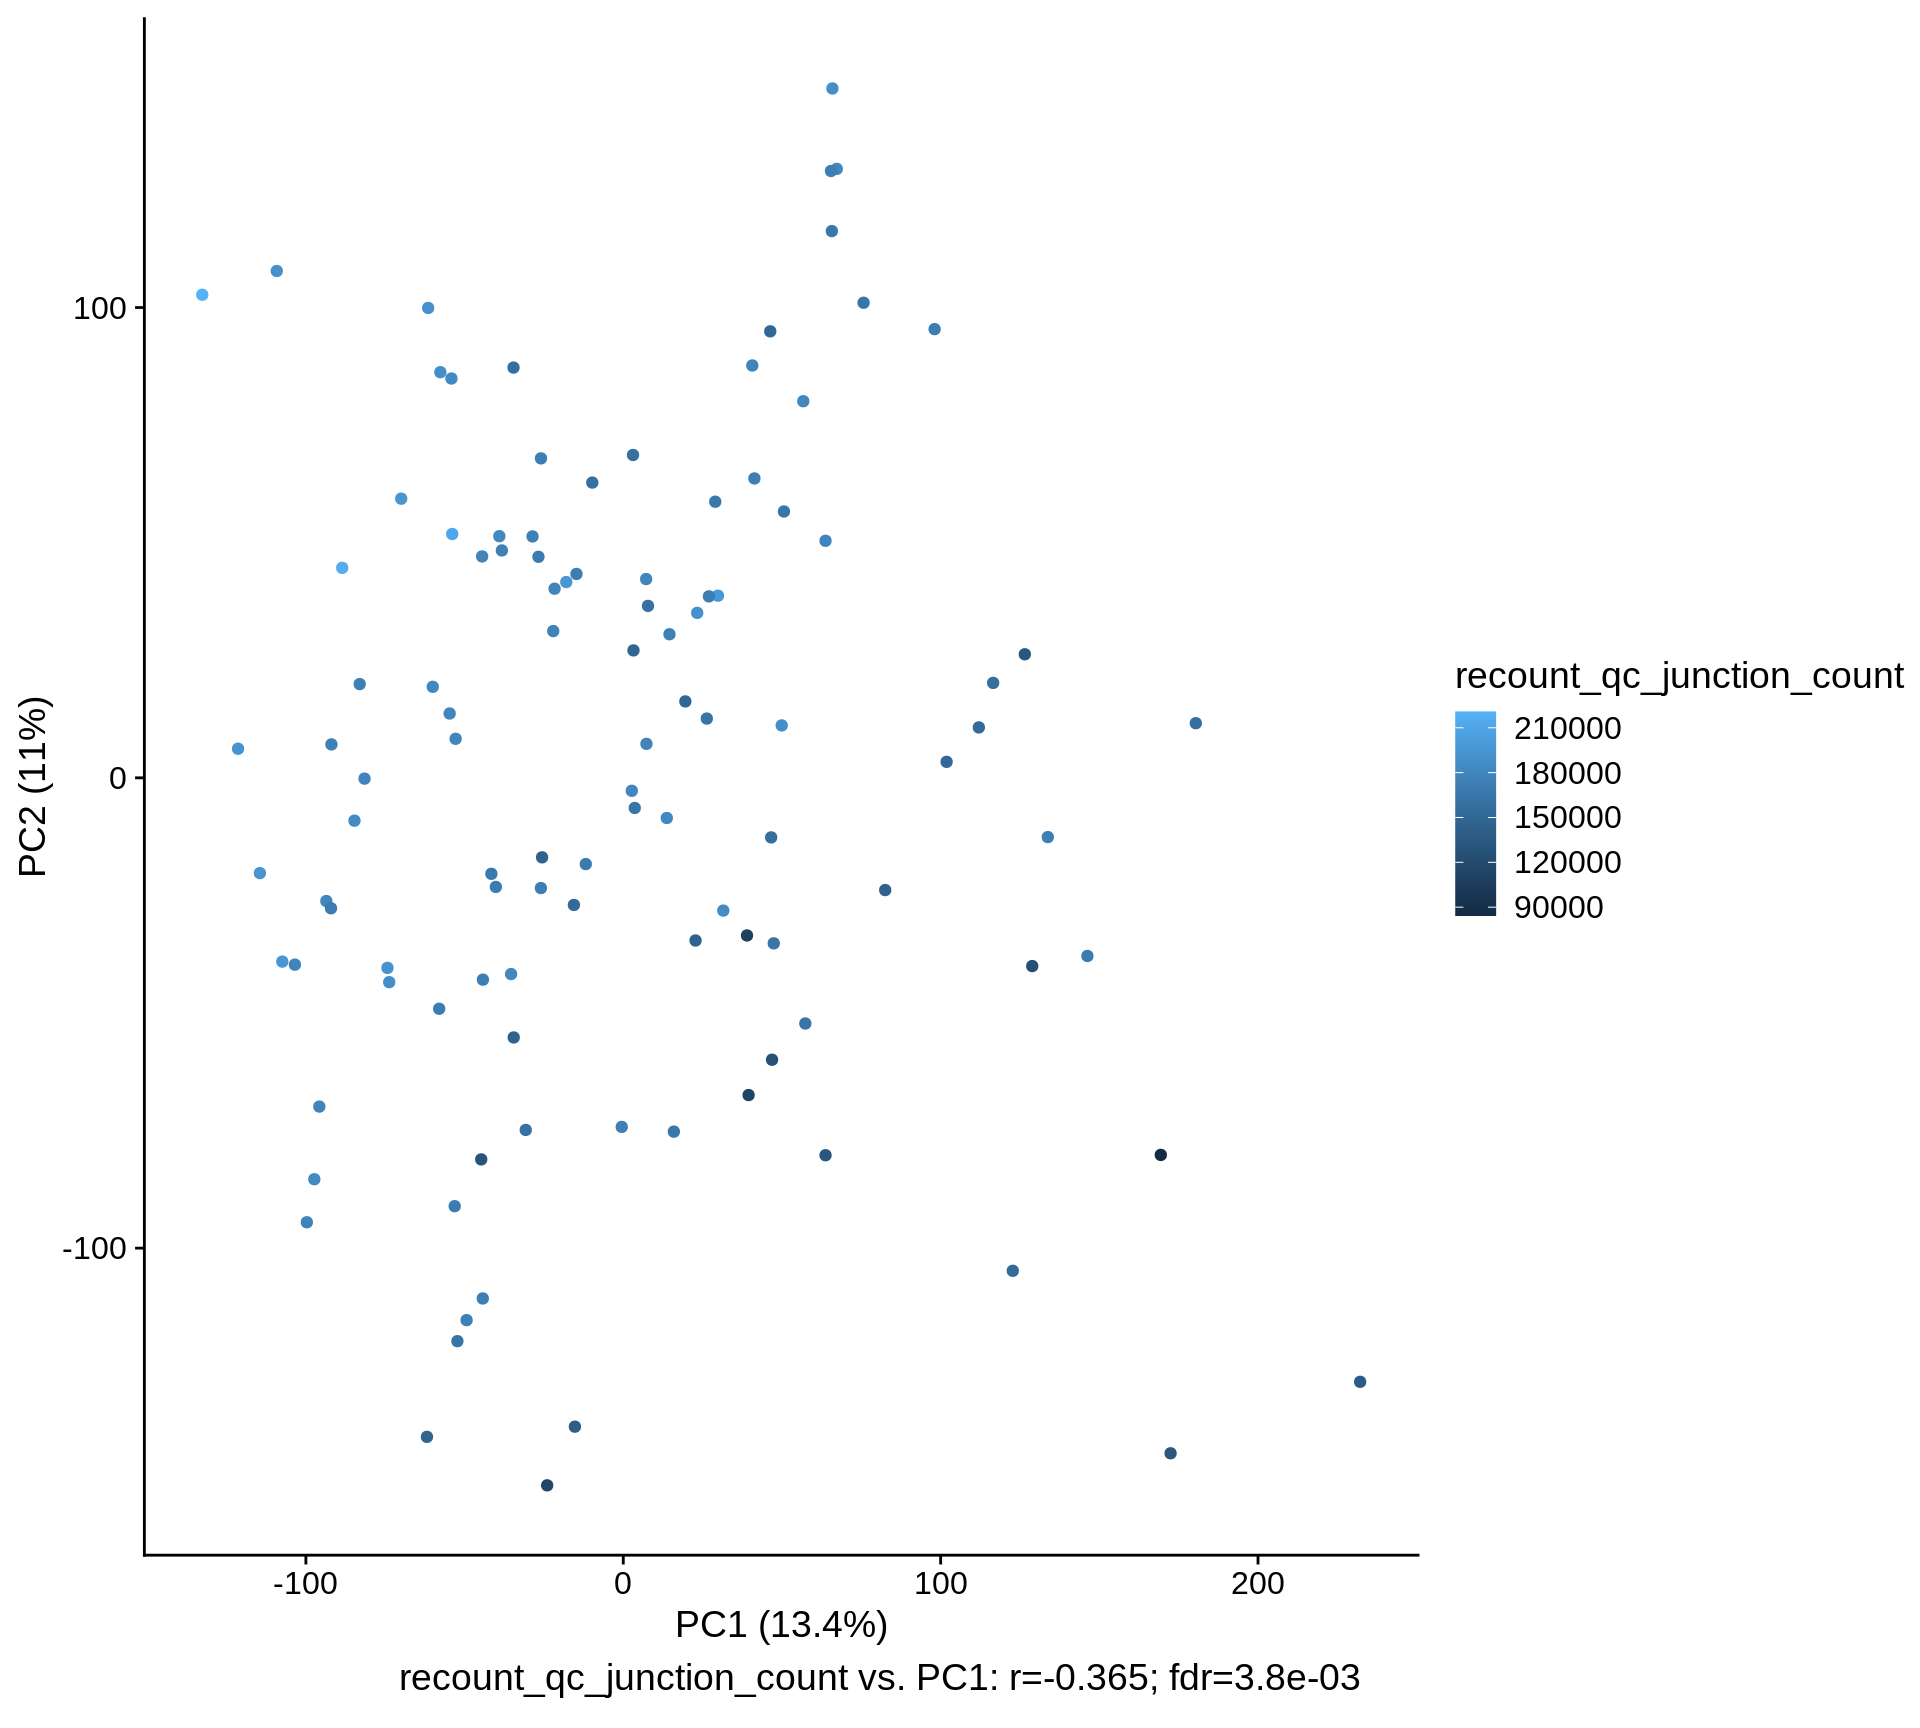 100
0
-100
PC2 (11%)
-100 0 100 200
PC1 (13.4%)
recount_qc_junction_count vs. PC1: r=-0.365; fdr=3.8e-03
recount_qc_junction_count
210000
180000
150000
120000
90000